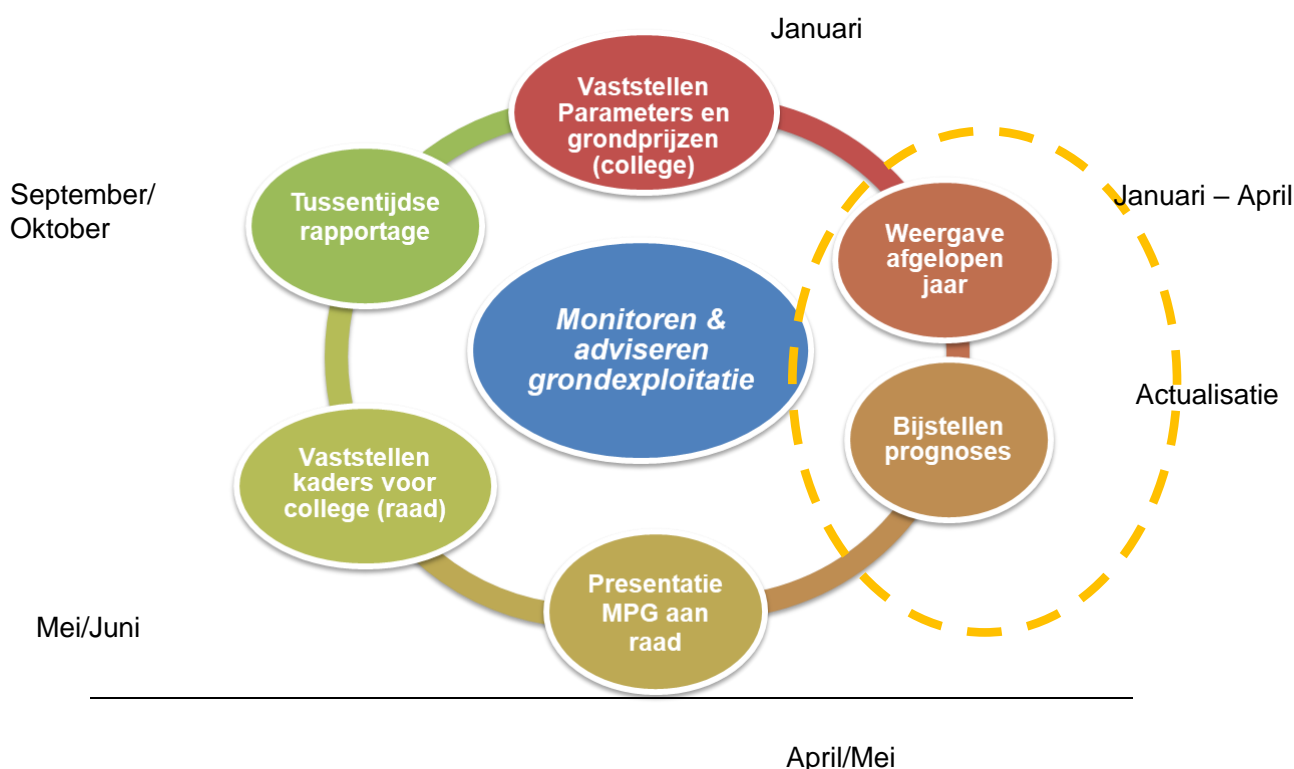 Januari
Vaststellen
Parameters en
grondprijzen
(college)
September/
Oktober
Tussentijdse
rapportage
Januari – April
Weergave
afgelopen
jaar
Monitoren &
adviseren
grondexploitatie
Actualisatie
Bijstellen
prognoses
Vaststellen
kaders voor
college (raad)
Presentatie
MPG aan
raad
Mei/Juni
April/Mei